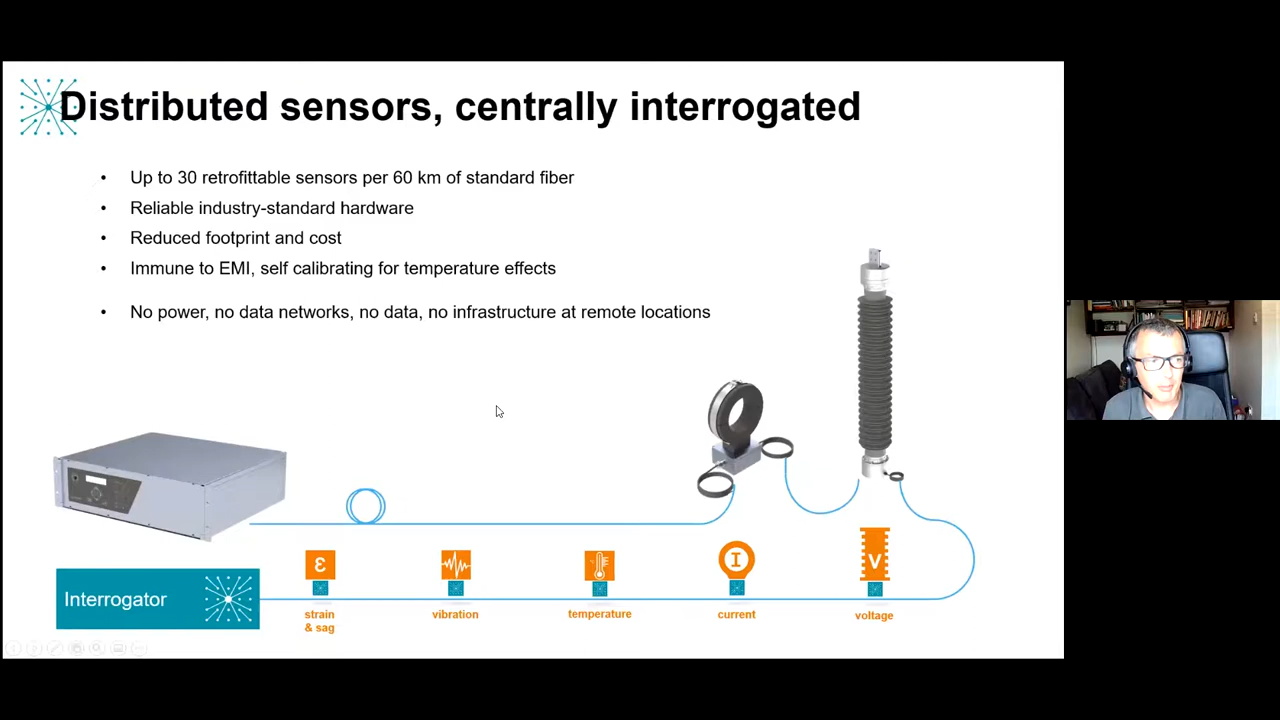 Distributed sensors, centrally interrogated
• Up to 30 retrofittable sensors per 60 km of standard fiber
• Reliable industry-standard hardware
• Reduced footprint and cost
• Immune to EMI, self calibrating for temperature effects
• No power, no data networks, no data, no infrastructure at remote locations
Interrogator
ε
I
V
strain
& sag
vibration
temperature
current
voltage